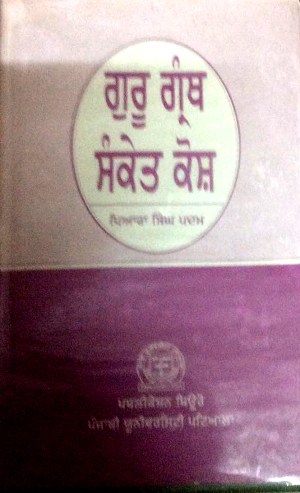 ਗੁਰੂ ਗ੍ਰੰਥ
ਸੰਕੇਤ ਕੋਸ਼
ਪਿਆਰਾ ਸਿੰਘ ਪਦਮ
ਪਬਲੀਕੇਸ਼ਨ ਬਿਊਰੋ
ਪੰਜਾਬੀ ਯੂਨੀਵਰਸਿਟੀ ਪਟਿਆਲਾ